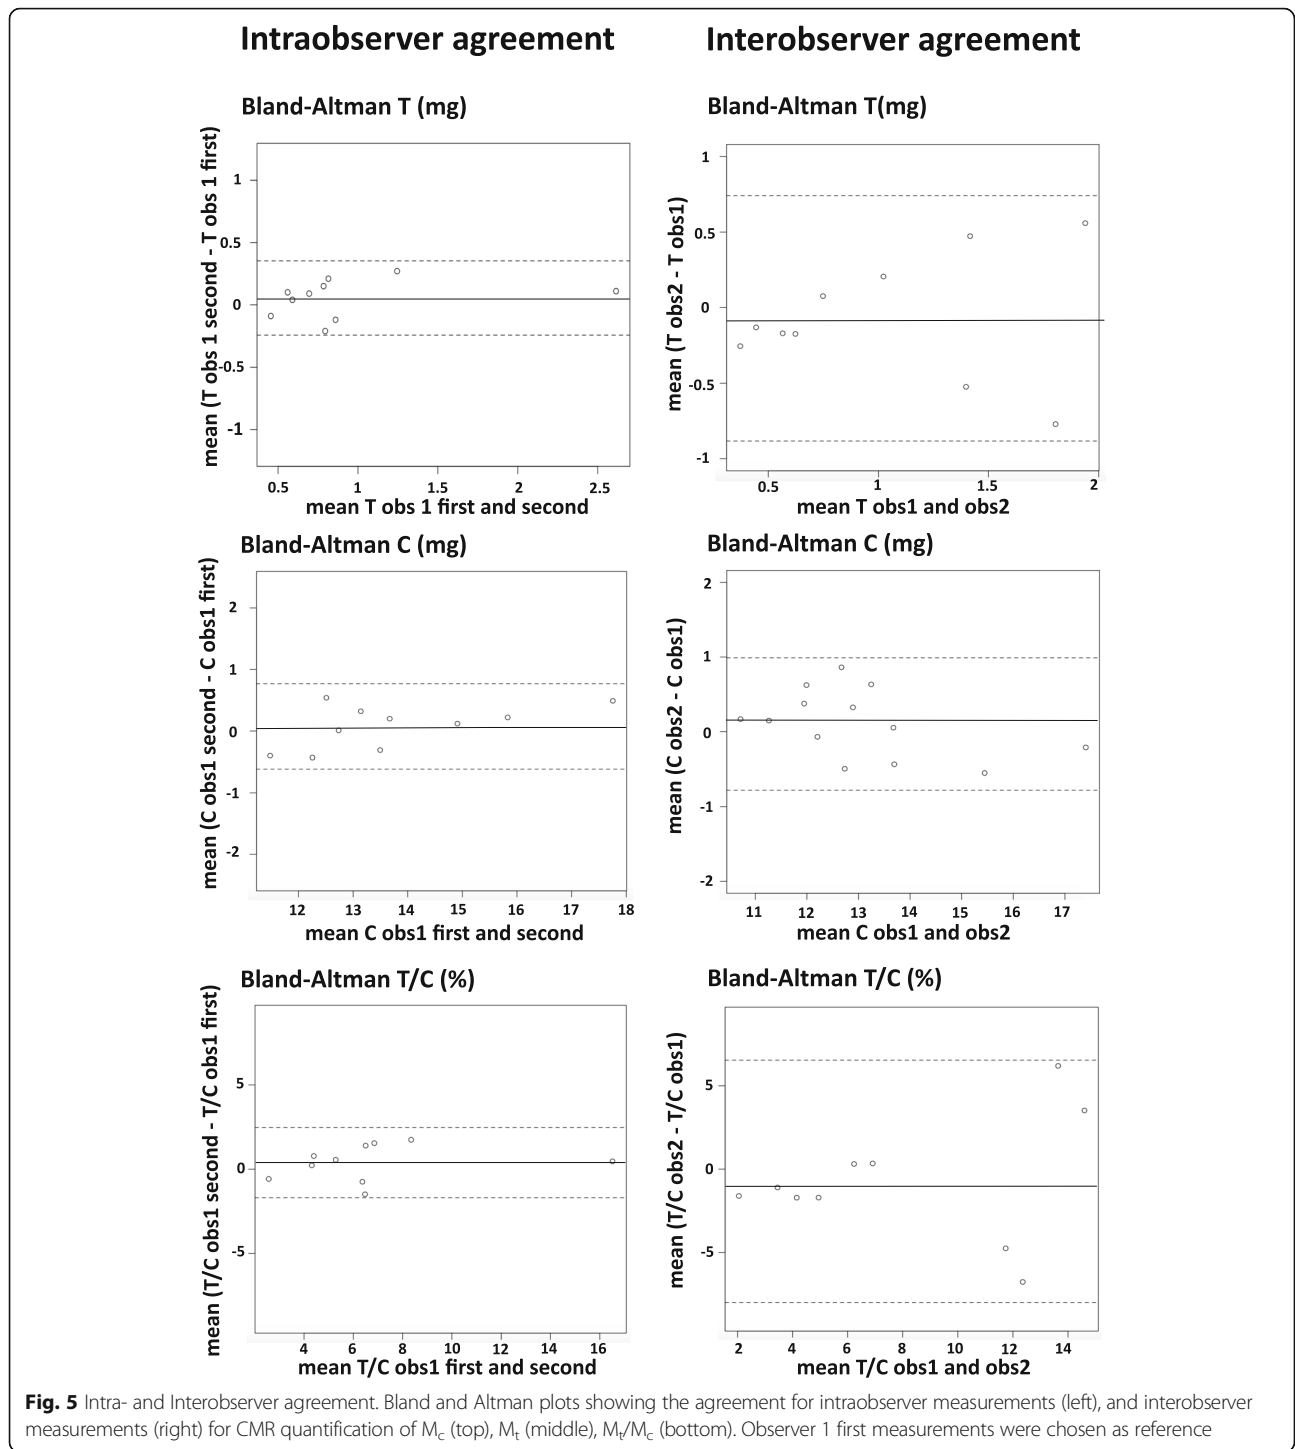 Intraobserver agreement
Interobserver agreement
Bland-Altman T (mg)
mean (T obs 1 second - T obs 1 first)
1
0.5
0
-0.5
-1
0.5 1 1.5 2 2.5
mean T obs 1 first and second
Bland-Altman T(mg)
mean (T obs2 - T obs1)
1
0.5
0
-0.5
-1
0.5 1 1.5 2
mean T obs1 and obs2
Bland-Altman C (mg)
mean (C obs1 second - C obs1 first)
2
1
0
-1
-2
12 13 14 15 16 17 18
mean C obs1 first and second
Bland-Altman C (mg)
mean (C obs2 - C obs1)
2
1
0
-1
-2
11 12 13 14 15 16 17
mean C obs1 and obs2
Bland-Altman T/C (%)
mean (T/C obs1 second - T/C obs1 first)
5
0
-5
4 6 8 10 12 14 16
mean T/C obs1 first and second
Bland-Altman T/C (%)
mean (T/C obs2 - T/C obs1)
5
0
-5
2 4 6 8 10 12 14
mean T/C obs1 and obs2
Fig. 5 Intra- and Interobserver agreement. Bland and Altman plots showing the agreement for intraobserver measurements (left), and interobserver
measurements (right) for CMR quantification of Mc (top), Mt (middle), Mt/Mc (bottom). Observer 1 first measurements were chosen as reference